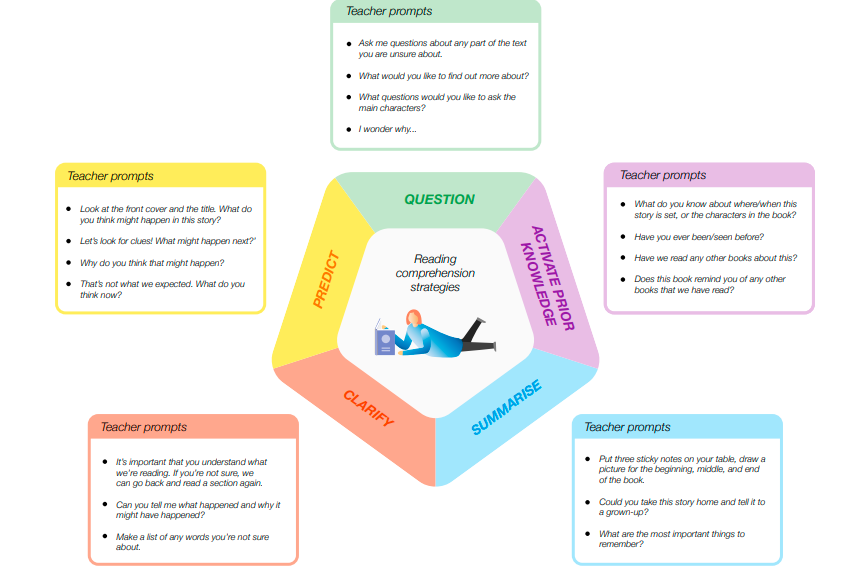 Teacher prompts
Ask me questions about any part of the text
you are unsure about.
What would you like to find out more about?
What questions would you like to ask the
main characters?
I wonder why...
Teacher prompts
Look at the front cover and the title. What do
you think might happen in this story?
Let's look for clues! What might happen next?'
Why do you think that might happen?
That's not what we expected. What do you
think now?
Teacher prompts
What do you know about where/when this
story is set, or the characters in the book?
Have you ever been/seen before?
Have we read any other books about this?
Does this book remind you of any other
books that we have read?
QUESTION
PREDICT
ACTIVATE PRIOR
KNOWLEDGE
Reading
comprehension
strategies
CLARIFY
SUMMARISE
Teacher prompts
It's important that you understand what
we're reading. If you're not sure, we
can go back and read a section again.
Can you tell me what happened and why it
might have happened?
Make a list of any words you're not sure
about.
Teacher prompts
Put three sticky notes on your table, draw a
picture for the beginning, middle, and end
of the book.
Could you take this story home and tell it to
a grown-up?
What are the most important things to
remember?